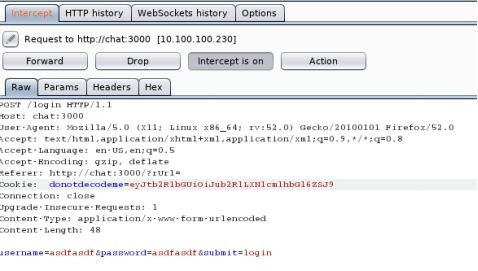 Intercept HTTP history WebSockets history Options
Request to http://chat:3000 [10.100.100.230]
Forward Drop Intercept is on Action
Raw Params Headers Hex
POST /login HTTP/1.1
Host: chat:3000
User-Agent: Mozilla/5.0 (X11; Linux x86_64; rv:52.0) Gecko/20100101 Firefox/52.0
Accept: text/html,application/xhtml+xml,application/xml;q=0.9,*/*;q=0.8
Accept-Language: en-US,en;q=0.5
Accept-Encoding: gzip, deflate
Referer: http://chat:3000/?rUrl=
Cookie: donotdecodeme=eyJtb2R1bGUiOiJub2RlLXNlcmlhbGl6ZSJ9
Connection: close
Upgrade-Insecure-Requests: 1
Content-Type: application/x-www-form-urlencoded
Content-Length: 48
username=asdfasdf&password=asdfasdf&submit=login